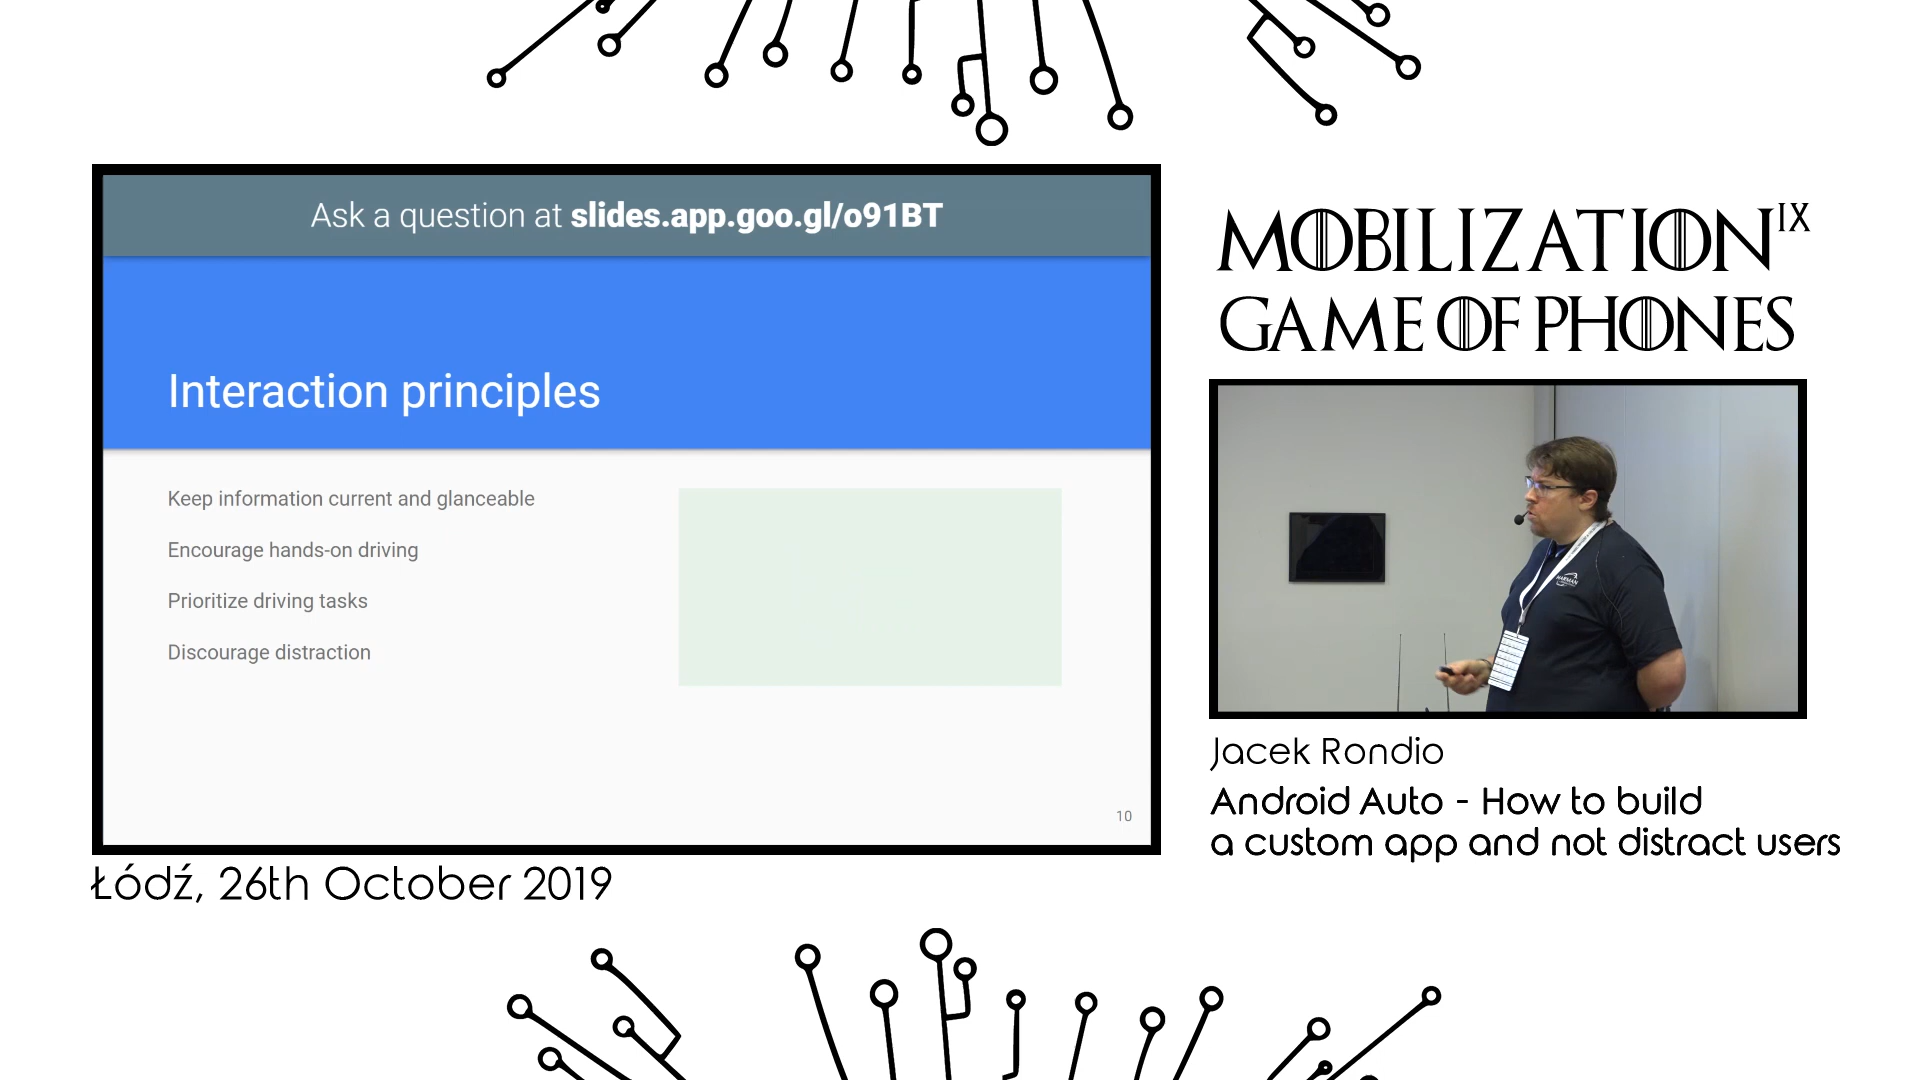 Ask a question at slides.app.goo.gl/o91BT
Interaction principles
Keep information current and glanceable
Encourage hands-on driving
Prioritize driving tasks
Discourage distraction
10
MOBILIZATION IX
GAME OF PHONES
HARMAN
Jacek Rondio
Android Auto - How to build
a custom app and not distract users
Łódź, 26th October 2019